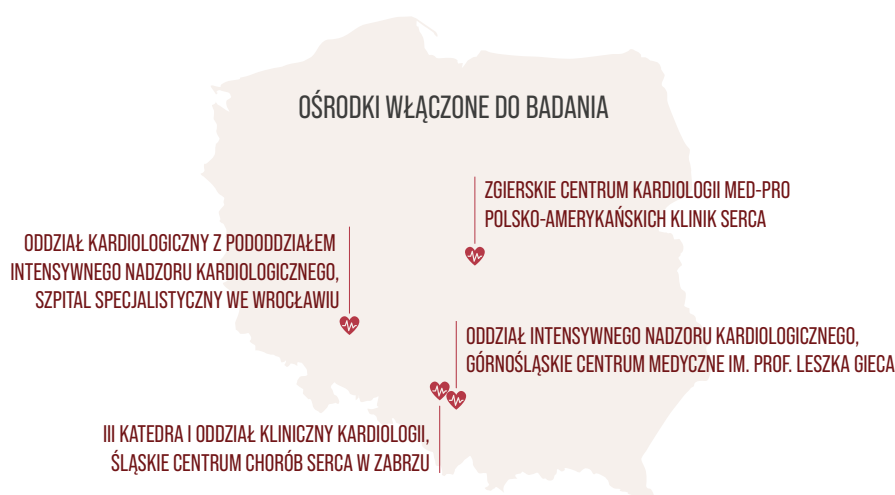 OŚRODKI WŁĄCZONE DO BADANIA
ZGIERSKIE CENTRUM KARDIOLOGII MED-PRO
POLSKO-AMERYKAŃSKICH KLINIK SERCA
ODDZIAŁ KARDIOLOGICZNY Z PODODDZIAŁEM
INTENSYWNEGO NADZORU KARDIOLOGICZNEGO,
SZPITAL SPECJALISTYCZNY WE WROCŁAWIU
ODDZIAŁ INTENSYWNEGO NADZORU KARDIOLOGICZNEGO,
GÓRNOŚLĄSKIE CENTRUM MEDYCZNE IM. PROF. LESZKA GIECA
III KATEDRA I ODDZIAŁ KLINICZNY KARDIOLOGII,
ŚLĄSKIE CENTRUM CHORÓB SERCA W ZABRZU